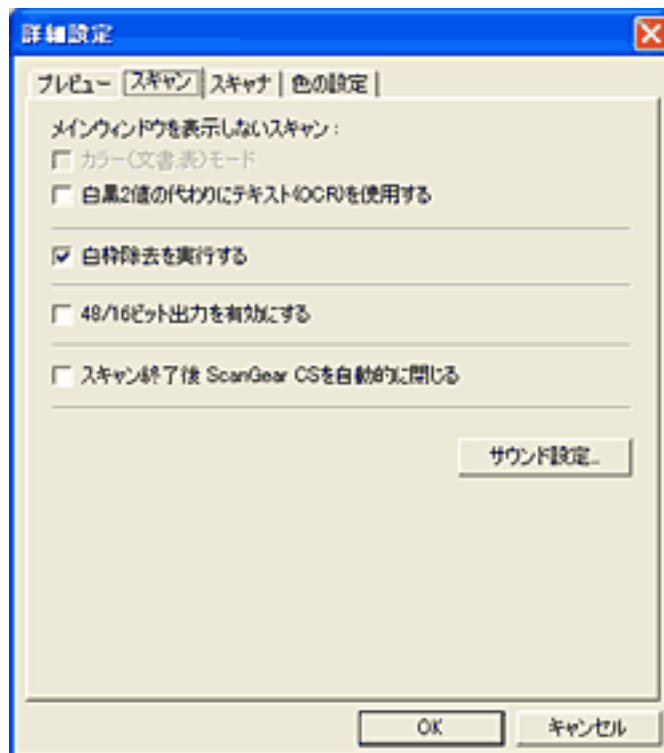 詳細設定
プレビュー スキャン スキャナ 色の設定
メインウィンドウを表示しないスキャン:
カラー(文書.表)モード
白黒2値の代わりにテキスト(OCR)を使用する
白枠除去を実行する
48/16ビット出力を有効にする
スキャン終了後 ScanGear CSを自動的に閉じる
サウンド設定...
OK キャンセル